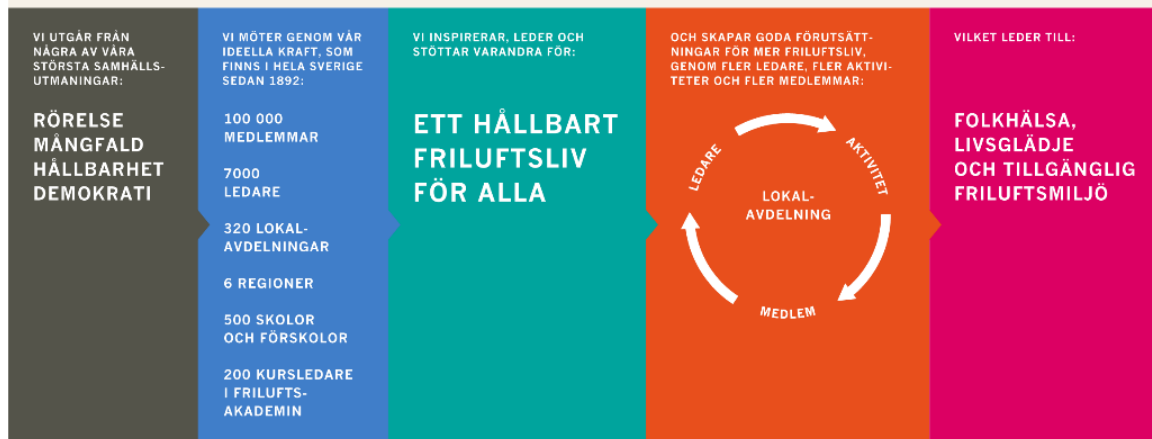 VI UTGÅR FRÅN
NÅGRA AV VÅRA
STÖRSTA SAMHÄLLS-
UTMANINGAR:
RÖRELSE
MÅNGFALD
HÅLLBARHET
DEMOKRATI
VI MÖTER GENOM VÅR
IDEELLA KRAFT, SOM
FINNS I HELA SVERIGE
SEDAN 1892:
100 000
MEDLEMMAR
7000
LEDARE
320 LOKAL-
AVDELNINGAR
6 REGIONER
500 SKOLOR
OCH FÖRSKOLOR
200 KURSLEDARE
I FRILUFTS-
AKADEMIN
VI INSPIRERAR, LEDER OCH
STÖTTAR VARANDRA FÖR:
ETT HÅLLBART
FRILUFTSLIV
FÖR ALLA
OCH SKAPAR GODA FÖRUTSÄTT-
NINGAR FÖR MER FRILUFTSLIV,
GENOM FLER LEDARE, FLER AKTIVI-
TETER OCH FLER MEDLEMMAR:
LEDARE
AKTIVITET
LOKAL-
AVDELNING
MEDLEM
VILKET LEDER TILL:
FOLKHÄLSA,
LIVSGLÄDJE
OCH TILLGÄNGLIG
FRILUFTSMILJÖ